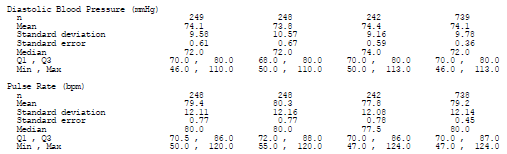 Diastolic Blood Pressure (mmHg)
n 249 248 242 739
Mean 74.1 73.8 74.4 74.1
Standard deviation 9.58 10.57 9.16 9.78
Standard error 0.61 0.67 0.59 0.36
Median 72.0 72.0 74.0 72.0
Q1 , Q3 70.0 , 80.0 68.0 , 80.0 70.0 , 80.0 70.0 , 80.0
Min , Max 46.0 , 110.0 50.0 , 110.0 50.0 , 113.0 46.0 , 113.0
Pulse Rate (bpm)
n 248 248 242 738
Mean 79.4 80.3 77.8 79.2
Standard deviation 12.11 12.16 12.08 12.14
Standard error 0.77 0.77 0.78 0.45
Median 80.0 80.0 77.5 80.0
Q1 , Q3 70.5 , 86.0 72.0 , 88.0 70.0 , 86.0 70.0 , 87.0
Min , Max 50.0 , 120.0 55.0 , 120.0 47.0 , 124.0 47.0 , 124.0